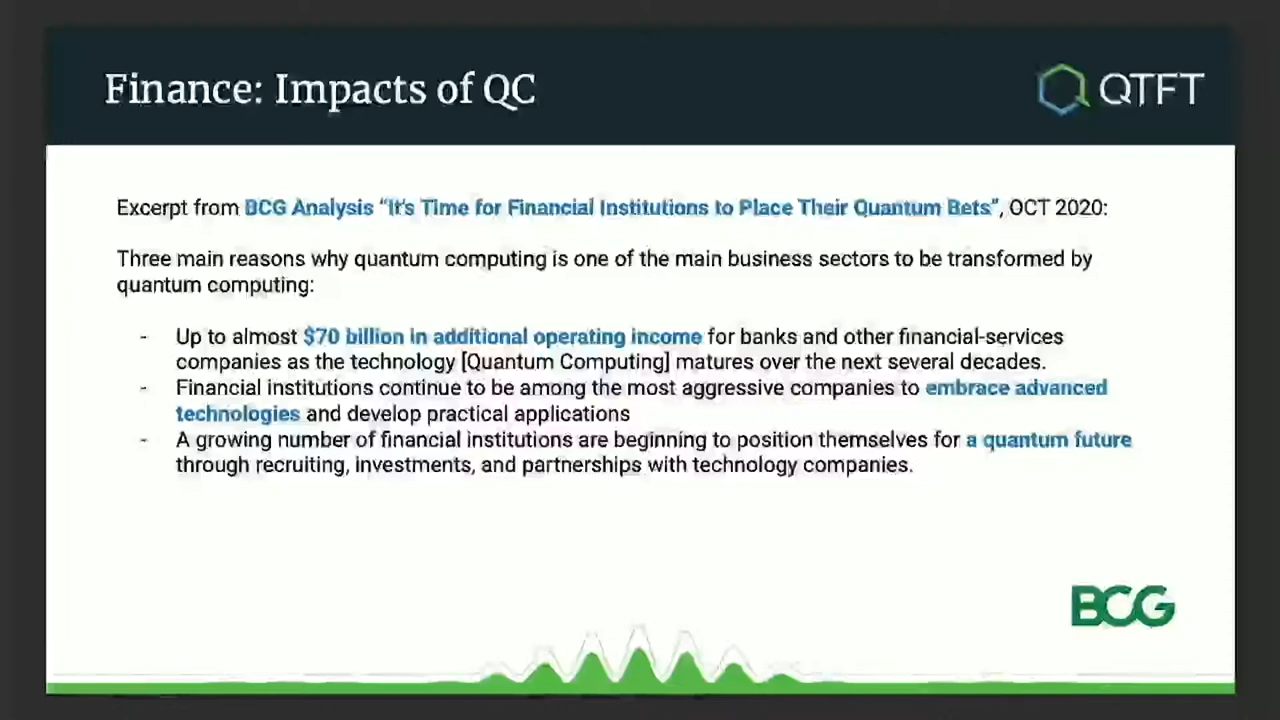 Finance: Impacts of QC
QTFT
Excerpt from BCG Analysis “It's Time for Financial Institutions to Place Their Quantum Bets”, OCT 2020:
Three main reasons why quantum computing is one of the main business sectors to be transformed by
quantum computing:
- Up to almost $70 billion in additional operating income for banks and other financial-services
companies as the technology [Quantum Computing] matures over the next several decades.
- Financial institutions continue to be among the most aggressive companies to embrace advanced
technologies and develop practical applications
- A growing number of financial institutions are beginning to position themselves for a quantum future
through recruiting, investments, and partnerships with technology companies.
BCG